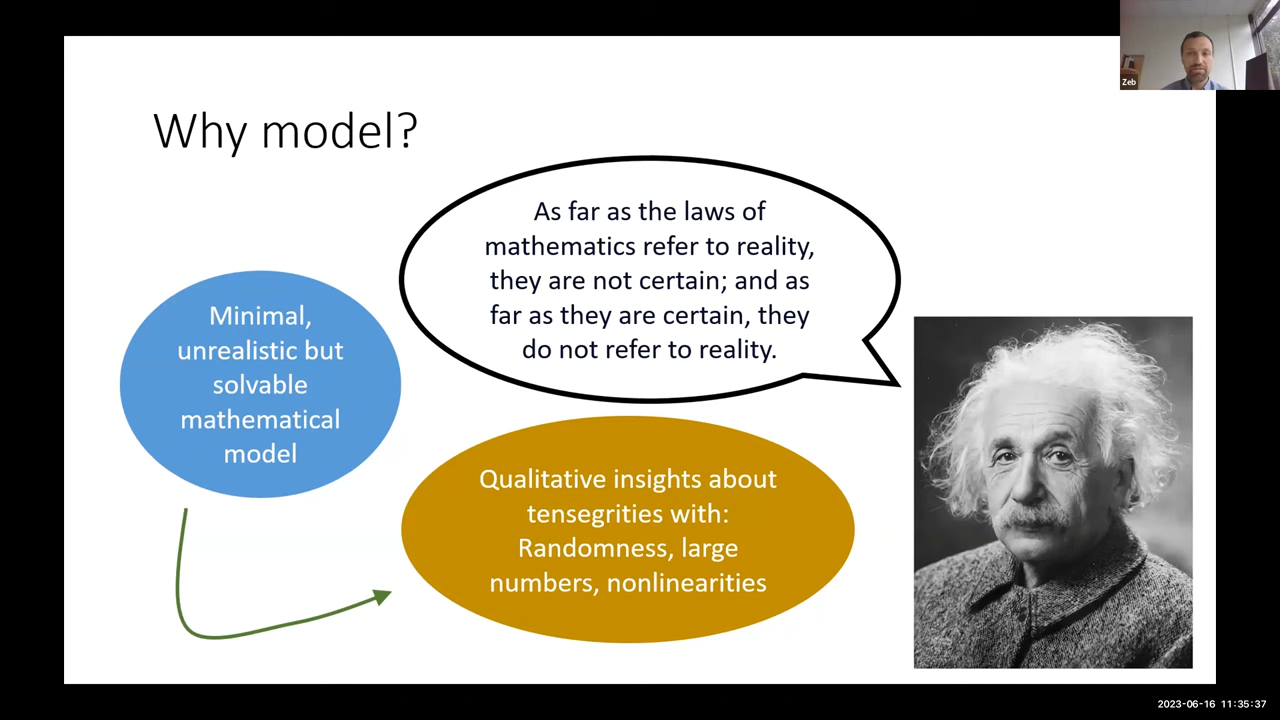 Zeb
Why model?
As far as the laws of
mathematics refer to reality,
they are not certain; and as
far as they are certain, they
do not refer to reality.
Minimal,
unrealistic but
solvable
mathematical
model
Qualitative insights about
tensegrities with:
Randomness, large
numbers, nonlinearities
2023-06-16 11:35:37